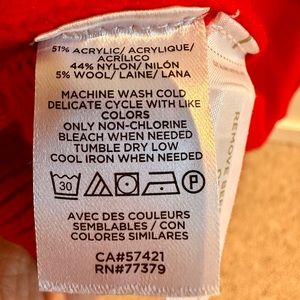 51% ACRYLIC/ ACRYLIQUE/
ACRÍLICO
44% NYLON/ NILÓN
5% WOOL/ LAINE/ LANA
MACHINE WASH COLD
DELICATE CYCLE WITH LIKE
COLORS
ONLY NON-CHLORINE
BLEACH WHEN NEEDED
TUMBLE DRY LOW
COOL IRON WHEN NEEDED
30
P
AVEC DES COULEURS
SEMBLABLES / CON
COLORES SIMILARES
CA#57421
RN#77379
REMOVE